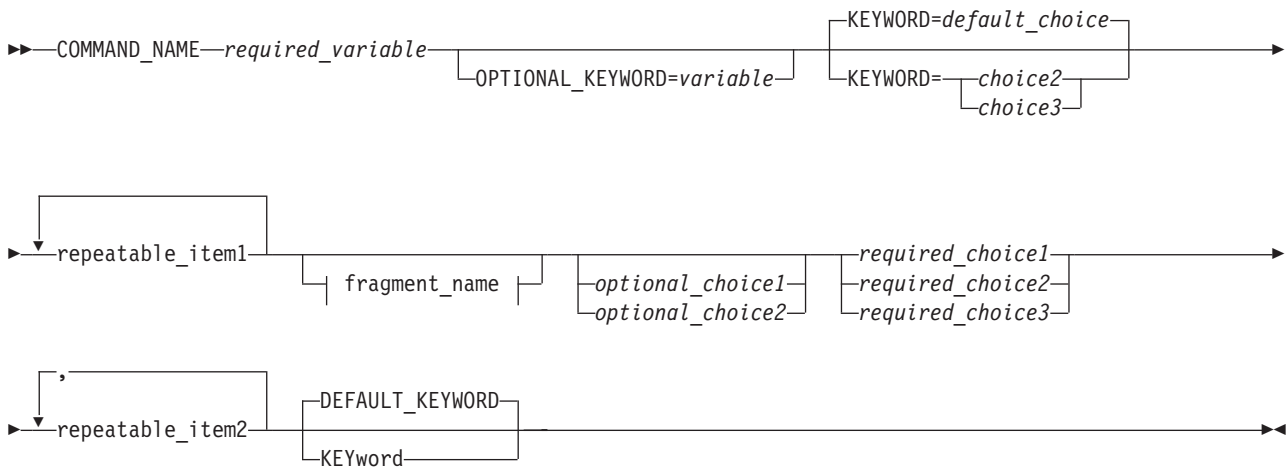 KEYWORD=default_choice
COMMAND_NAME required_variable
OPTIONAL_KEYWORD=variable KEYWORD= choice2
choice3
repeatable_item1 required_choice1
fragment_name optional_choice1 required_choice2
optional_choice2 required_choice3
,
DEFAULT_KEYWORD
repeatable_item2
KEYword